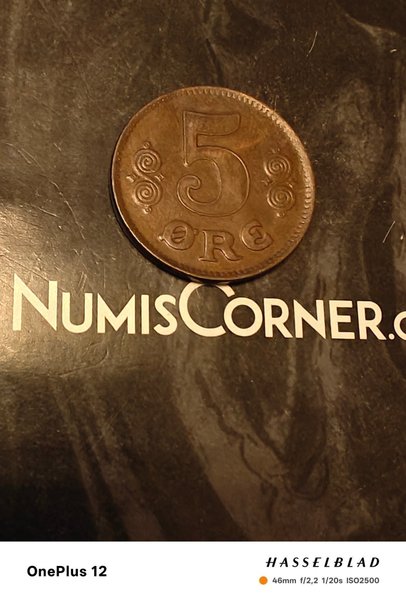 5
ØRE
NUMISCORNER.c
OnePlus 12
HASSELBLAD
46mm f/2,2 1/20s ISO2500